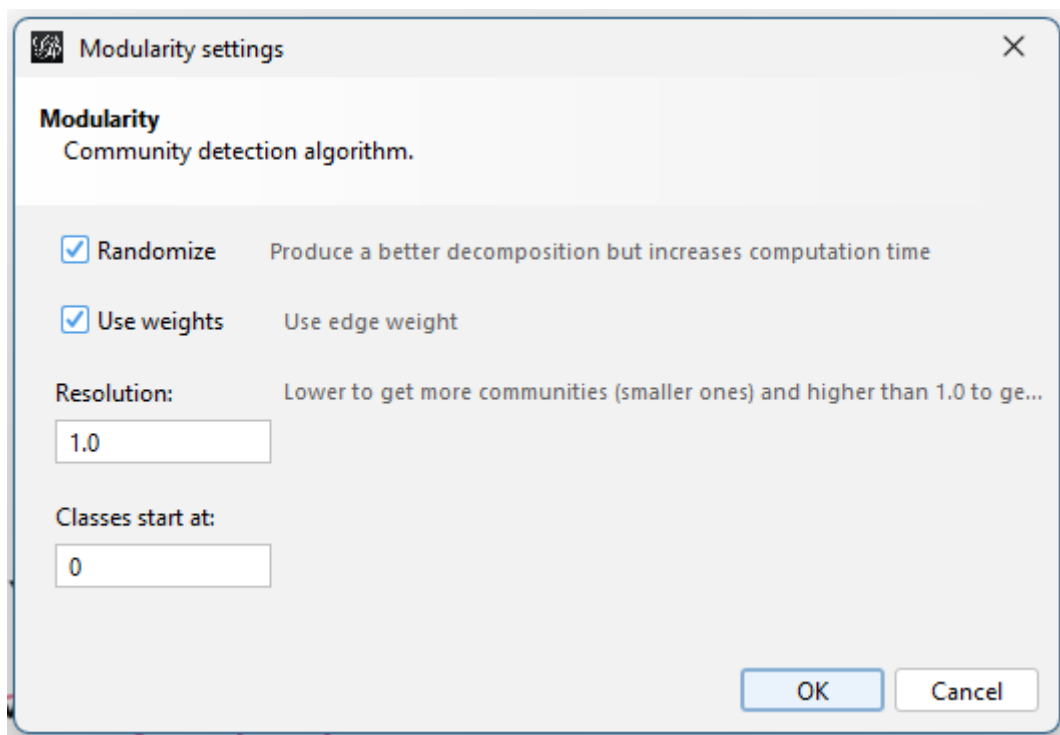 Modularity settings
Modularity
Community detection algorithm.
Randomize Produce a better decomposition but increases computation time
Use weights Use edge weight
Resolution: Lower to get more communities (smaller ones) and higher than 1.0 to ge...
1.0
Classes start at:
0
OK Cancel